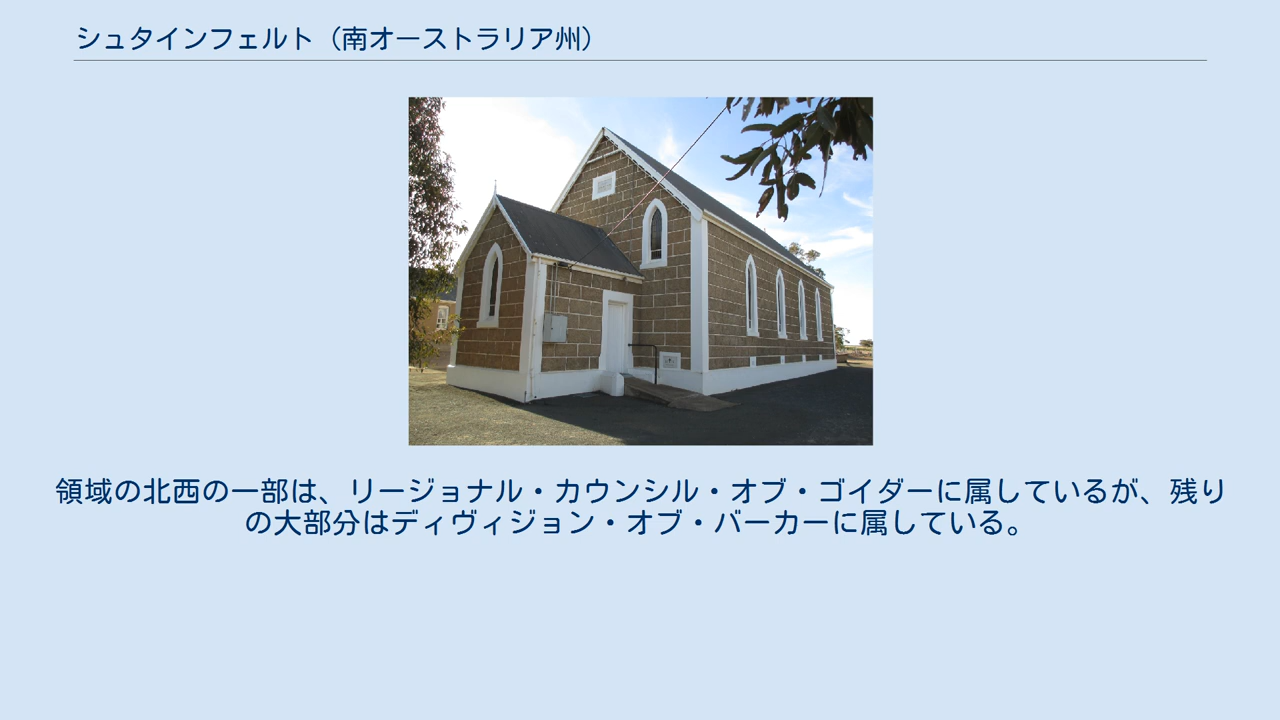 シュタインフェルト（南オーストラリア州）
領域の北西の一部は、リージョナル・カウンシル・オブ・ゴイダーに属しているが、残り
の大部分はディヴィジョン・オブ・バーカーに属している。